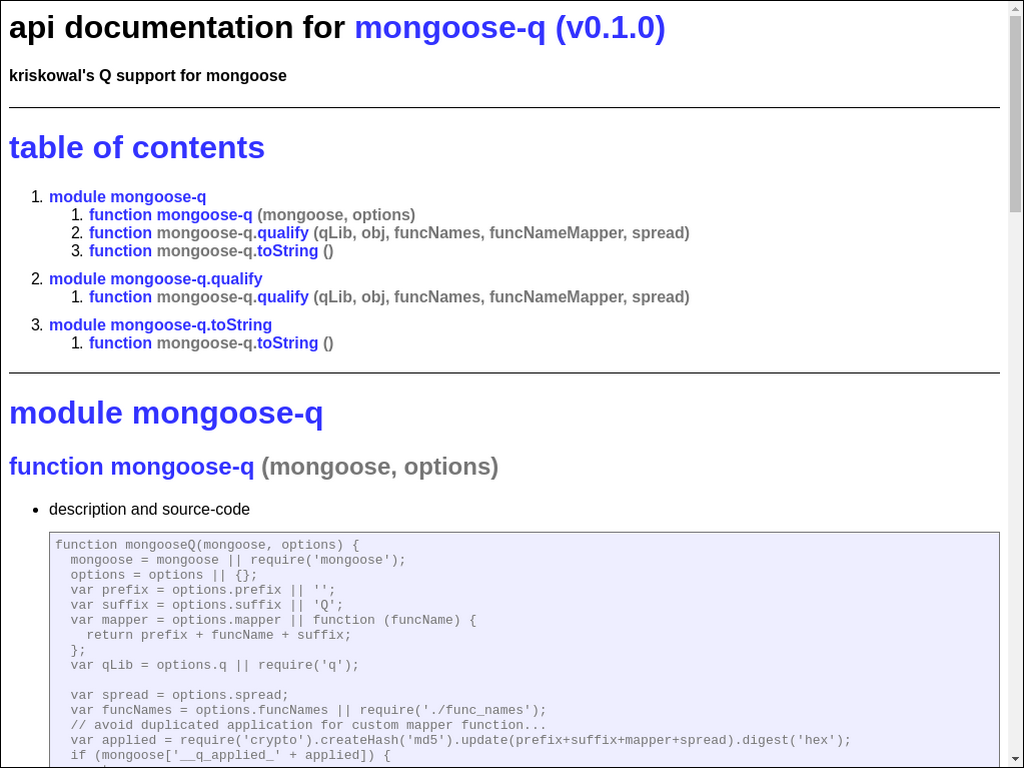 api documentation for mongoose-q (v0.1.0)
kriskowal's Q support for mongoose
table of contents
1. module mongoose-q
1. function mongoose-q (mongoose, options)
2. function mongoose-q.qualify (qLib, obj, funcNames, funcNameMapper, spread)
3. function mongoose-q.toString ()
2. module mongoose-q.qualify
1. function mongoose-q.qualify (qLib, obj, funcNames, funcNameMapper, spread)
3. module mongoose-q.toString
1. function mongoose-q.toString ()
module mongoose-q
function mongoose-q (mongoose, options)
• description and source-code
function mongooseQ(mongoose, options) {
  mongoose = mongoose || require('mongoose');
  options = options || {};
  var prefix = options.prefix || '';
  var suffix = options.suffix || 'Q';
  var mapper = options.mapper || function (funcName) {
    return prefix + funcName + suffix;
  };
  var qLib = options.q || require('q');
  var spread = options.spread;
  var funcNames = options.funcNames || require('./func_names');
  // avoid duplicated application for custom mapper function...
  var applied = require('crypto').createHash('md5').update(prefix+suffix+mapper+spread).digest('hex');
  if (mongoose['__q_applied_' + applied]) {